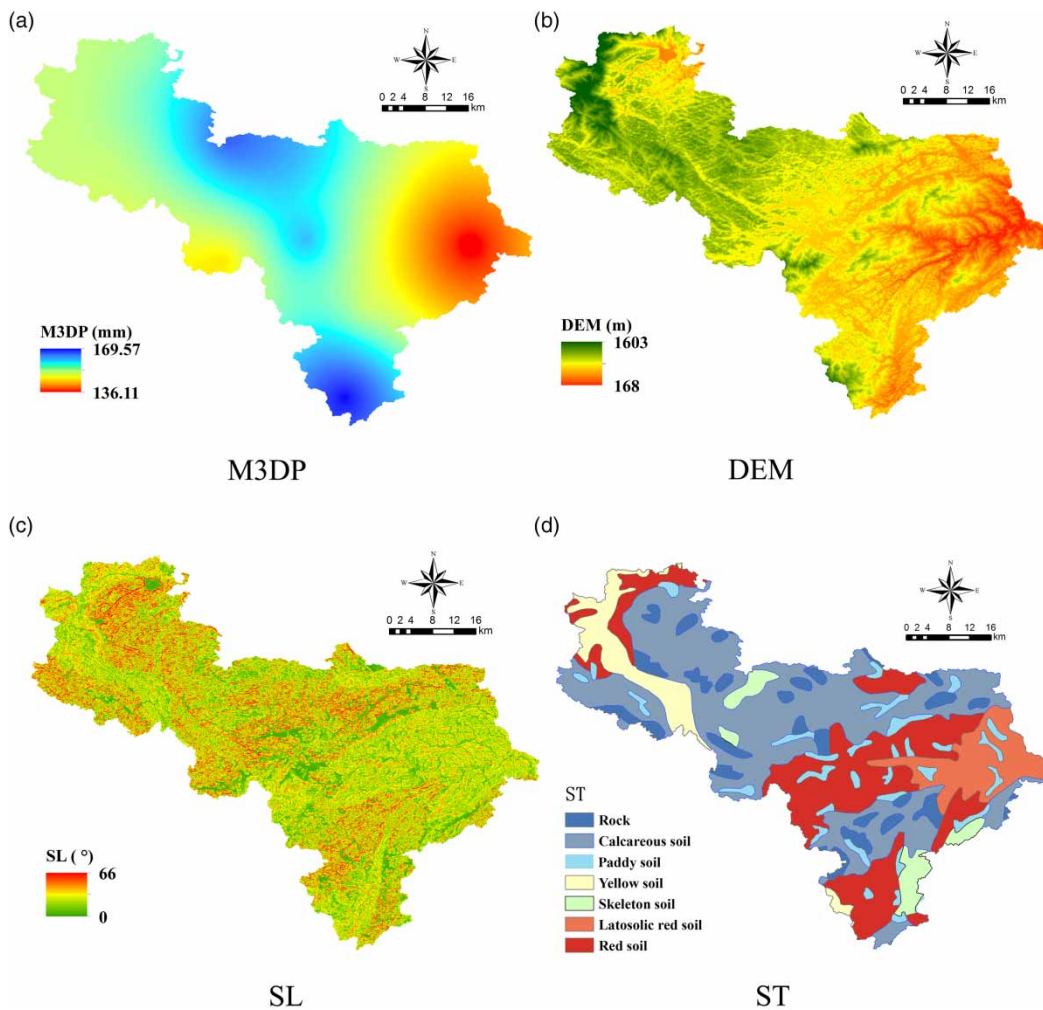 (a)
N
W E
S
0 2 4 8 12 16
km
M3DP (mm)
169.57
136.11
M3DP
(b)
N
W E
S
0 2 4 8 12 16
km
DEM (m)
1603
168
DEM
(c)
N
W E
S
0 2 4 8 12 16
km
SL ( °)
66
0
SL
(d)
N
W E
S
0 2 4 8 12 16
km
ST
Rock
Calcareous soil
Paddy soil
Yellow soil
Skeleton soil
Latosolic red soil
Red soil
ST